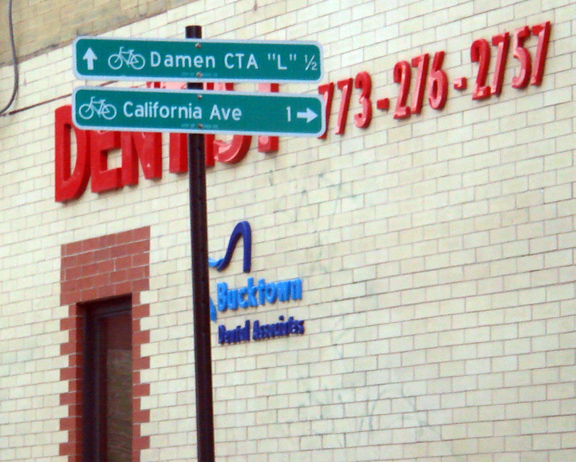 Damen CTA "L" ½
California Ave 1
DENTIST 773-276-2757
Bucktown
Dental Associates